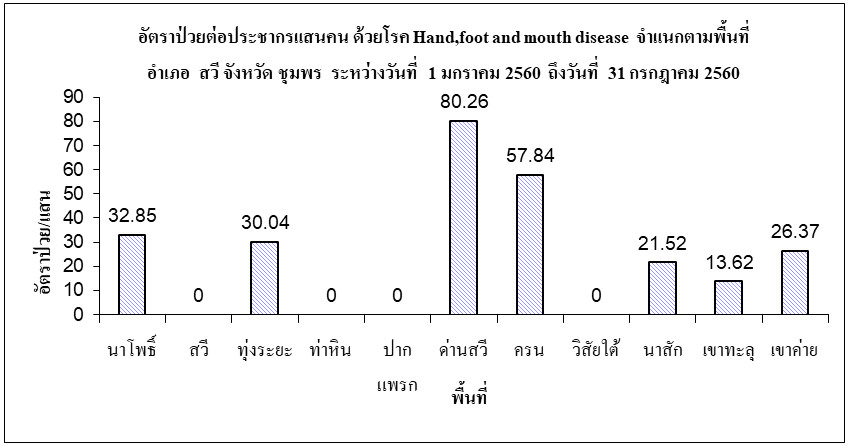 อัตราป่วยต่อประชากรแสนคน ด้วยโรค Hand,foot and mouth disease จำแนกตามพื้นที่
อำเภอ สวี จังหวัด ชุมพร ระหว่างวันที่ 1 มกราคม 2560 ถึงวันที่ 31 กรกฎาคม 2560
อัตราป่วย/แสน
90
80
70
60
50
40
30
20
10
0
32.85
0
30.04
0
0
80.26
57.84
0
21.52
13.62
26.37
นาโพธิ์
สวี
ทุ่งระยะ
ท่าหิน
ปาก
แพรก
ด่านสวี
ครน
วิสัยใต้
นาสัก
เขาทะลุ
เขาค่าย
พื้นที่